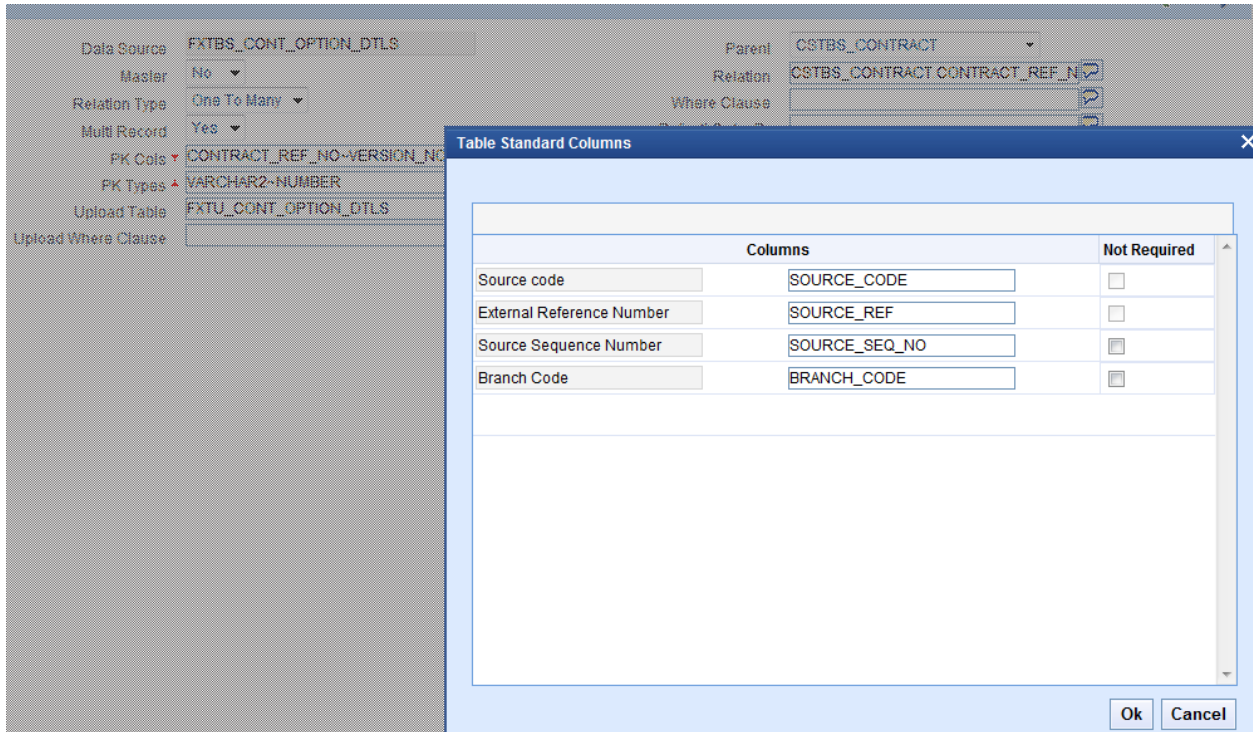 Data Source FXTBS_CONT_OPTION_DTLS Parent CSTBS_CONTRACT
Master No Relation CSTBS_CONTRACT CONTRACT_REF_N
Relation Type One To Many Where Clause
Multi Record Yes
PK Cols CONTRACT_REF_NO~VERSION_NO
PK Types VARCHAR2~NUMBER
Upload Table FXTU_CONT_OPTION_DTLS
Upload Where Clause
Table Standard Columns
Columns Not Required
Source code SOURCE_CODE
External Reference Number SOURCE_REF
Source Sequence Number SOURCE_SEQ_NO
Branch Code BRANCH_CODE
Ok Cancel